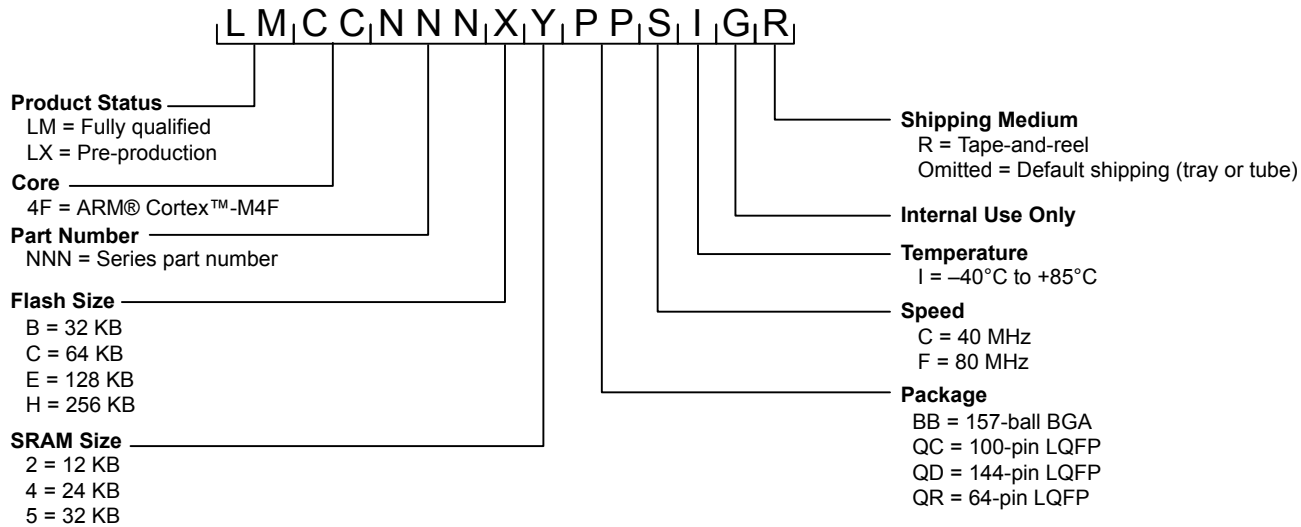 LMCCNNNXYPPSIGR
Product Status
LM = Fully qualified
LX = Pre-production
Core
4F = ARM® Cortex™-M4F
Part Number
NNN = Series part number
Flash Size
B = 32 KB
C = 64 KB
E = 128 KB
H = 256 KB
SRAM Size
2 = 12 KB
4 = 24 KB
5 = 32 KB
Shipping Medium
R = Tape-and-reel
Omitted = Default shipping (tray or tube)
Internal Use Only
Temperature
I = –40°C to +85°C
Speed
C = 40 MHz
F = 80 MHz
Package
BB = 157-ball BGA
QC = 100-pin LQFP
QD = 144-pin LQFP
QR = 64-pin LQFP